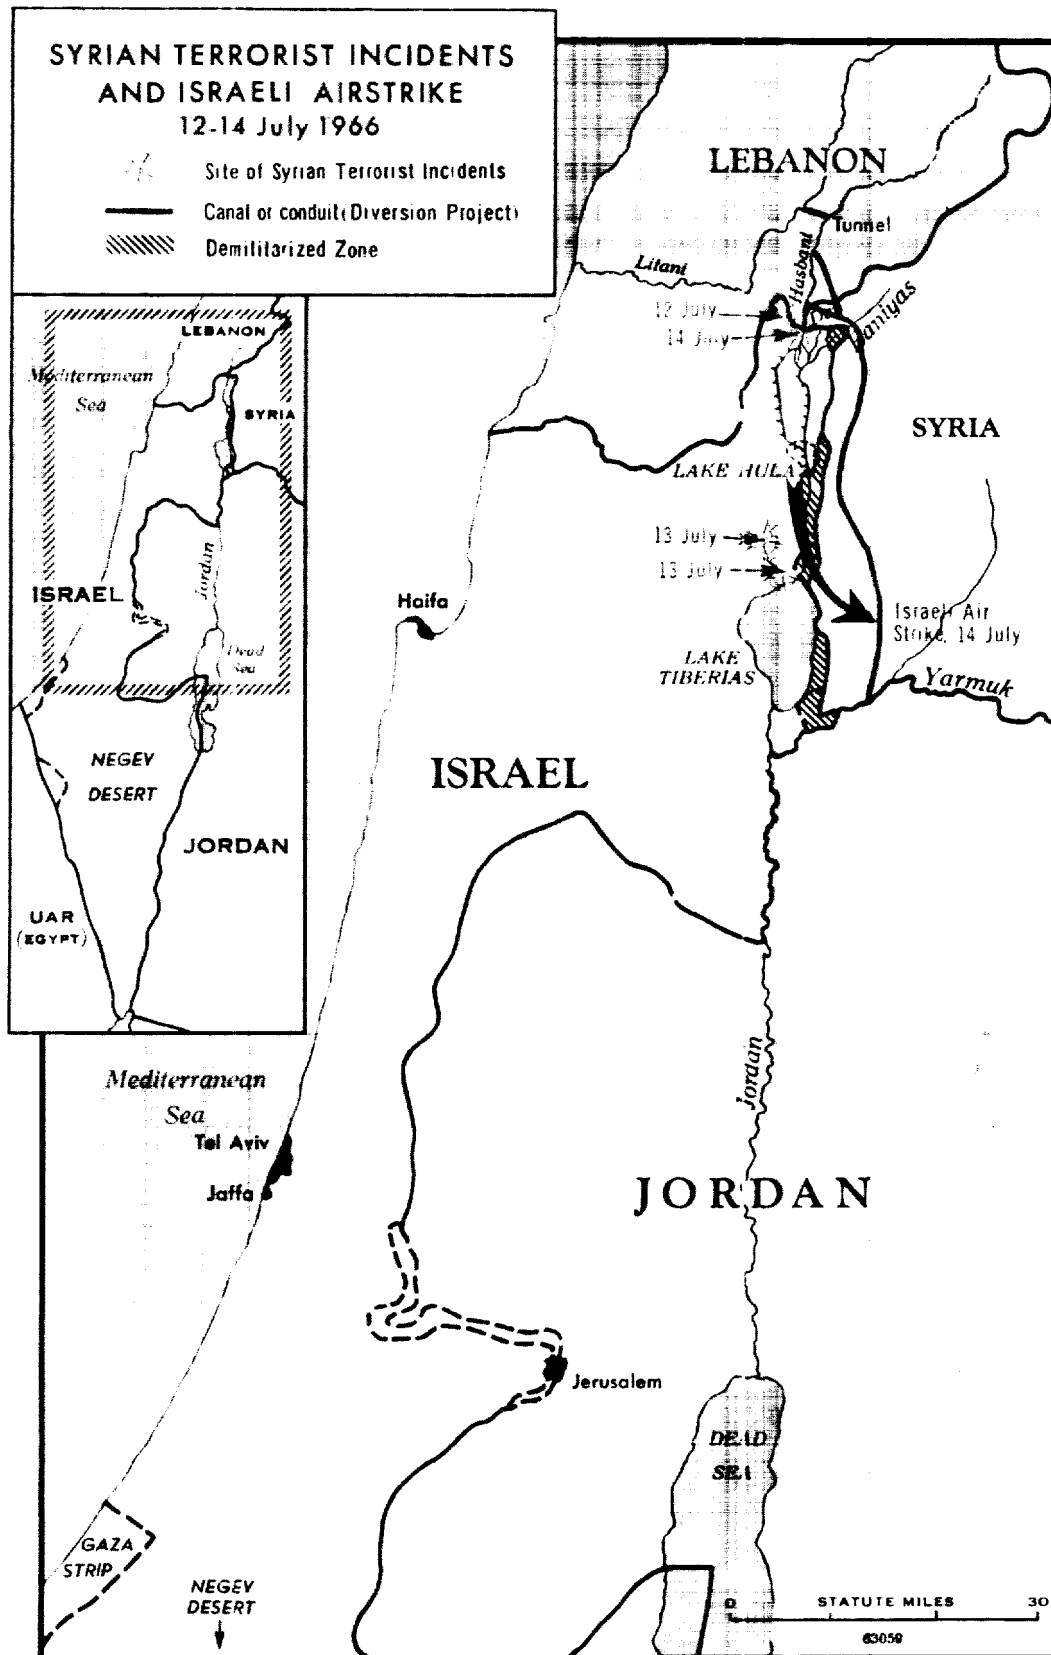 SYRIAN TERRORIST INCIDENTS
AND ISRAELI AIRSTRIKE
12-14 July 1966
Site of Syrian Terrorist Incidents
Canal or conduit (Diversion Project)
Demilitarized Zone
LEBANON
Mediterranean
Sea
SYRIA
ISRAEL
Jordan
Dead
Sea
NEGEV
DESERT
JORDAN
UAR
(EGYPT)
LEBANON
Tunnel
Litani
Hasbani
12 July
14 July
Baniyas
SYRIA
LAKE HULA
13 July
13 July
Haifa
Israeli Air
Strike, 14 July
LAKE
TIBERIAS
Yarmuk
ISRAEL
Jordan
Mediterranean
Sea
Tel Aviv
Jaffa
JORDAN
Jerusalem
DEAD
SEA
GAZA
STRIP
NEGEV
DESERT
0 STATUTE MILES 30
63059